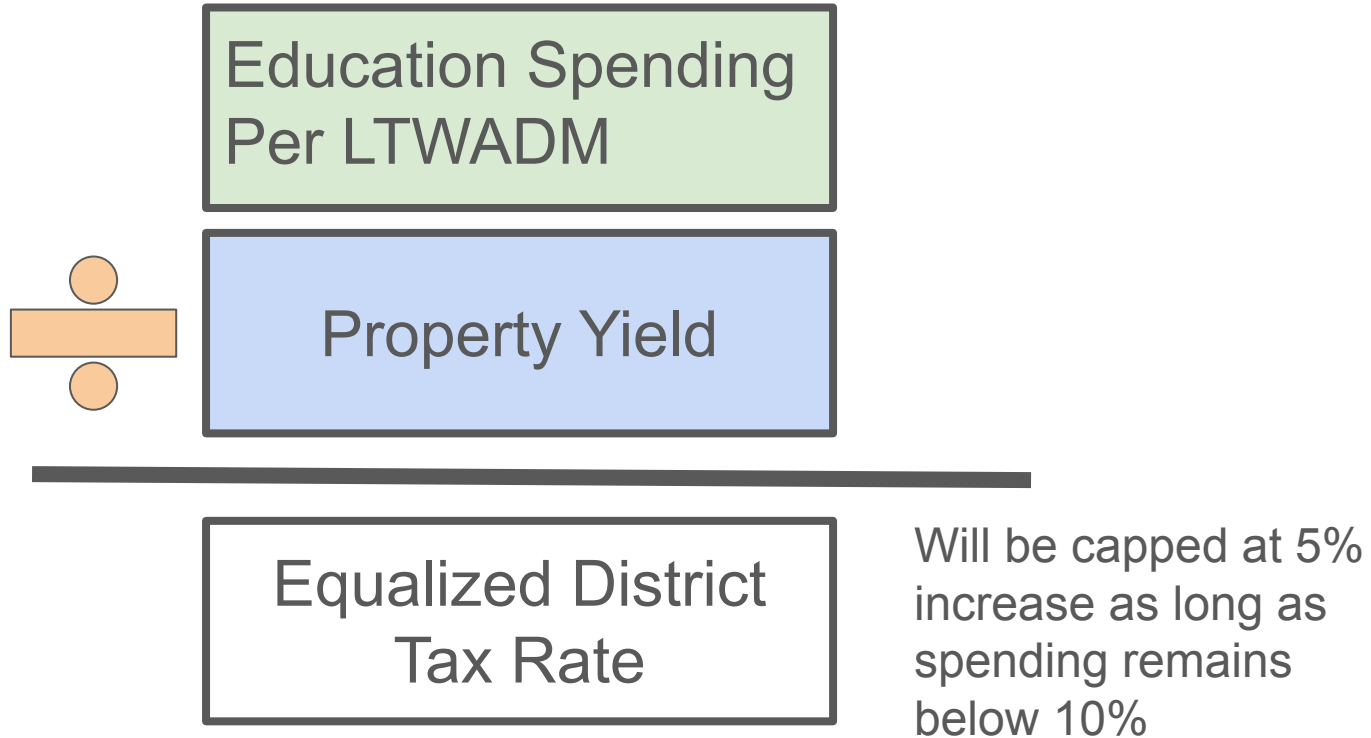 Education Spending
Per LTWADM
Property Yield
Equalized District
Tax Rate
Will be capped at 5%
increase as long as
spending remains
below 10%